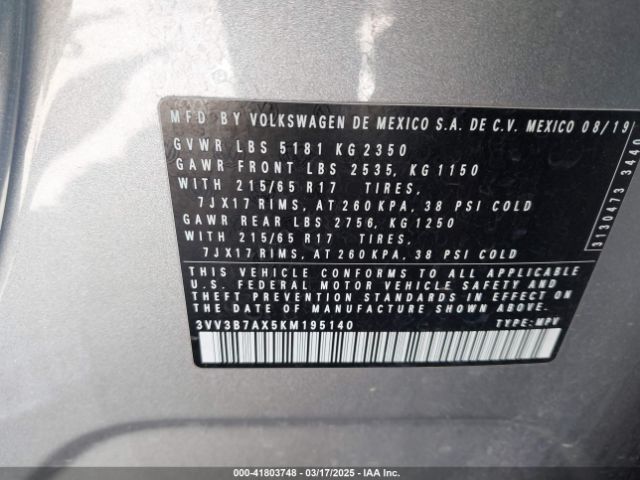 MFD BY VOLKSWAGEN DE MEXICO S.A. DE C.V. MEXICO 08/19
GVWR LBS 5181 KG 2350
GAWR FRONT LBS 2535, KG 1150
WITH 215/65 R17 TIRES,
7JX17 RIMS, AT 260 KPA, 38 PSI COLD
GAWR REAR LBS 2756, KG 1250
WITH 215/65 R17 TIRES,
7JX17 RIMS, AT 260 KPA, 38 PSI COLD
THIS VEHICLE CONFORMS TO ALL APPLICABLE
U.S. FEDERAL MOTOR VEHICLE SAFETY AND
THEFT PREVENTION STANDARDS IN EFFECT ON
THE DATE OF MANUFACTURE SHOWN ABOVE.
3VV3B7AX5KM195140 TYPE: MPV
3130473 3440
000-41803748 - 03/17/2025 - IAA Inc.